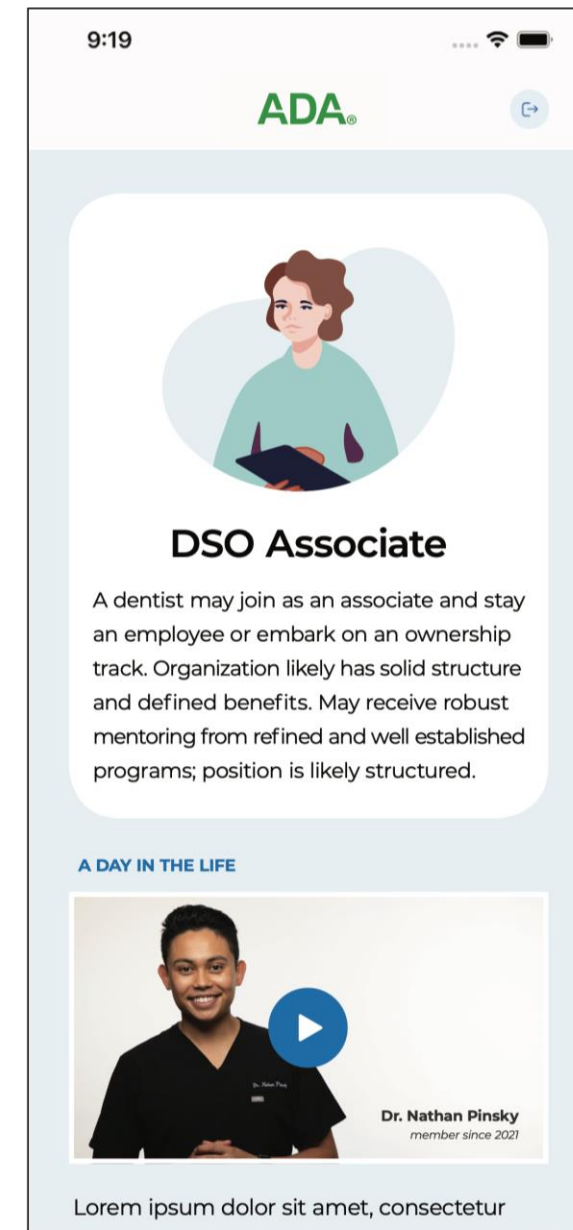 9:19
ADA®
DSO Associate
A dentist may join as an associate and stay
an employee or embark on an ownership
track. Organization likely has solid structure
and defined benefits. May receive robust
mentoring from refined and well established
programs; position is likely structured.
A DAY IN THE LIFE
Dr. Nathan Pinsky
member since 2021
Lorem ipsum dolor sit amet, consectetur